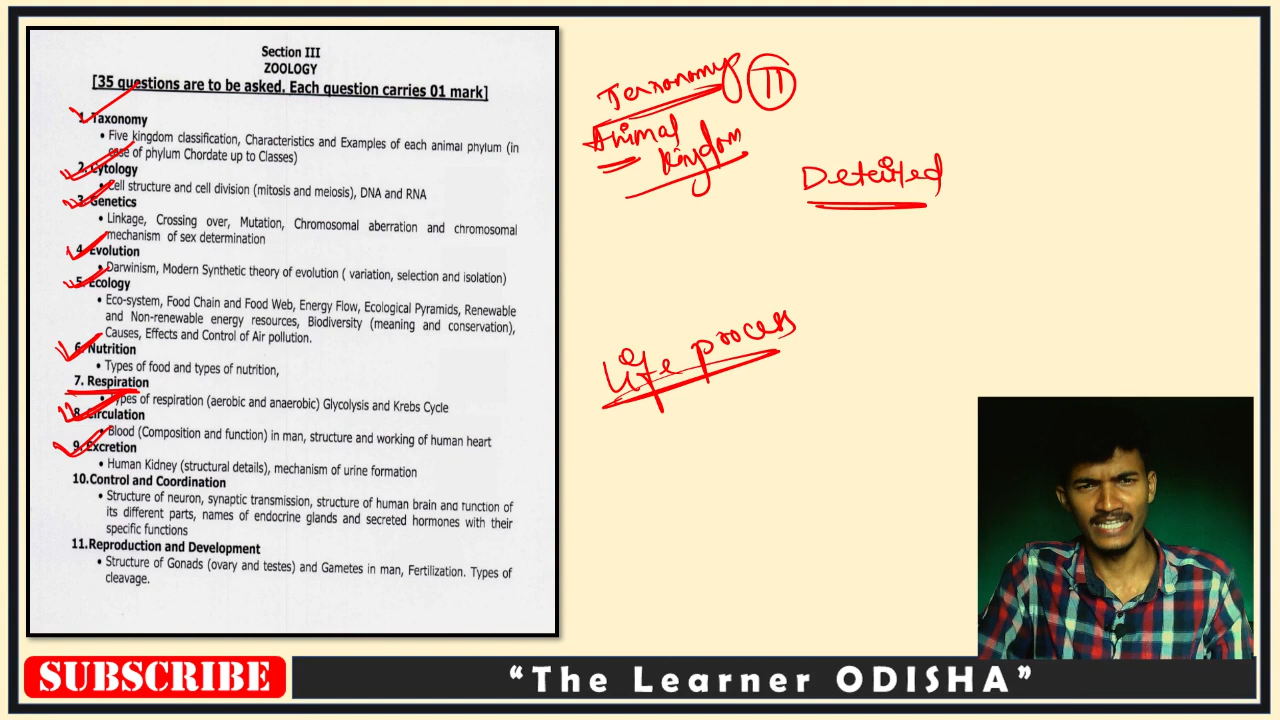 Section III
ZOOLOGY
[35 questions are to be asked. Each question carries 01 mark]
1. Taxonomy
• Five kingdom classification, Characteristics and Examples of each animal phylum (in
case of phylum Chordate up to Classes)
2. Cytology
• Cell structure and cell division (mitosis and meiosis), DNA and RNA
3. Genetics
• Linkage, Crossing over, Mutation, Chromosomal aberration and chromosomal
mechanism of sex determination
4. Evolution
• Darwinism, Modern Synthetic theory of evolution ( variation, selection and isolation)
5. Ecology
• Eco-system, Food Chain and Food Web, Energy Flow, Ecological Pyramids, Renewable
and Non-renewable energy resources, Biodiversity (meaning and conservation),
Causes, Effects and Control of Air pollution.
6. Nutrition
• Types of food and types of nutrition,
7. Respiration
• Types of respiration (aerobic and anaerobic) Glycolysis and Krebs Cycle
8. Circulation
• Blood (Composition and function) in man, structure and working of human heart
9. Excretion
• Human Kidney (structural details), mechanism of urine formation
10.Control and Coordination
• Structure of neuron, synaptic transmission, structure of human brain and function of
its different parts, names of endocrine glands and secreted hormones with their
specific functions
11.Reproduction and Development
• Structure of Gonads (ovary and testes) and Gametes in man, Fertilization. Types of
cleavage.
Taxonomy II
Animal
Kingdom
Life process
SUBSCRIBE
“The Learner ODISHA”